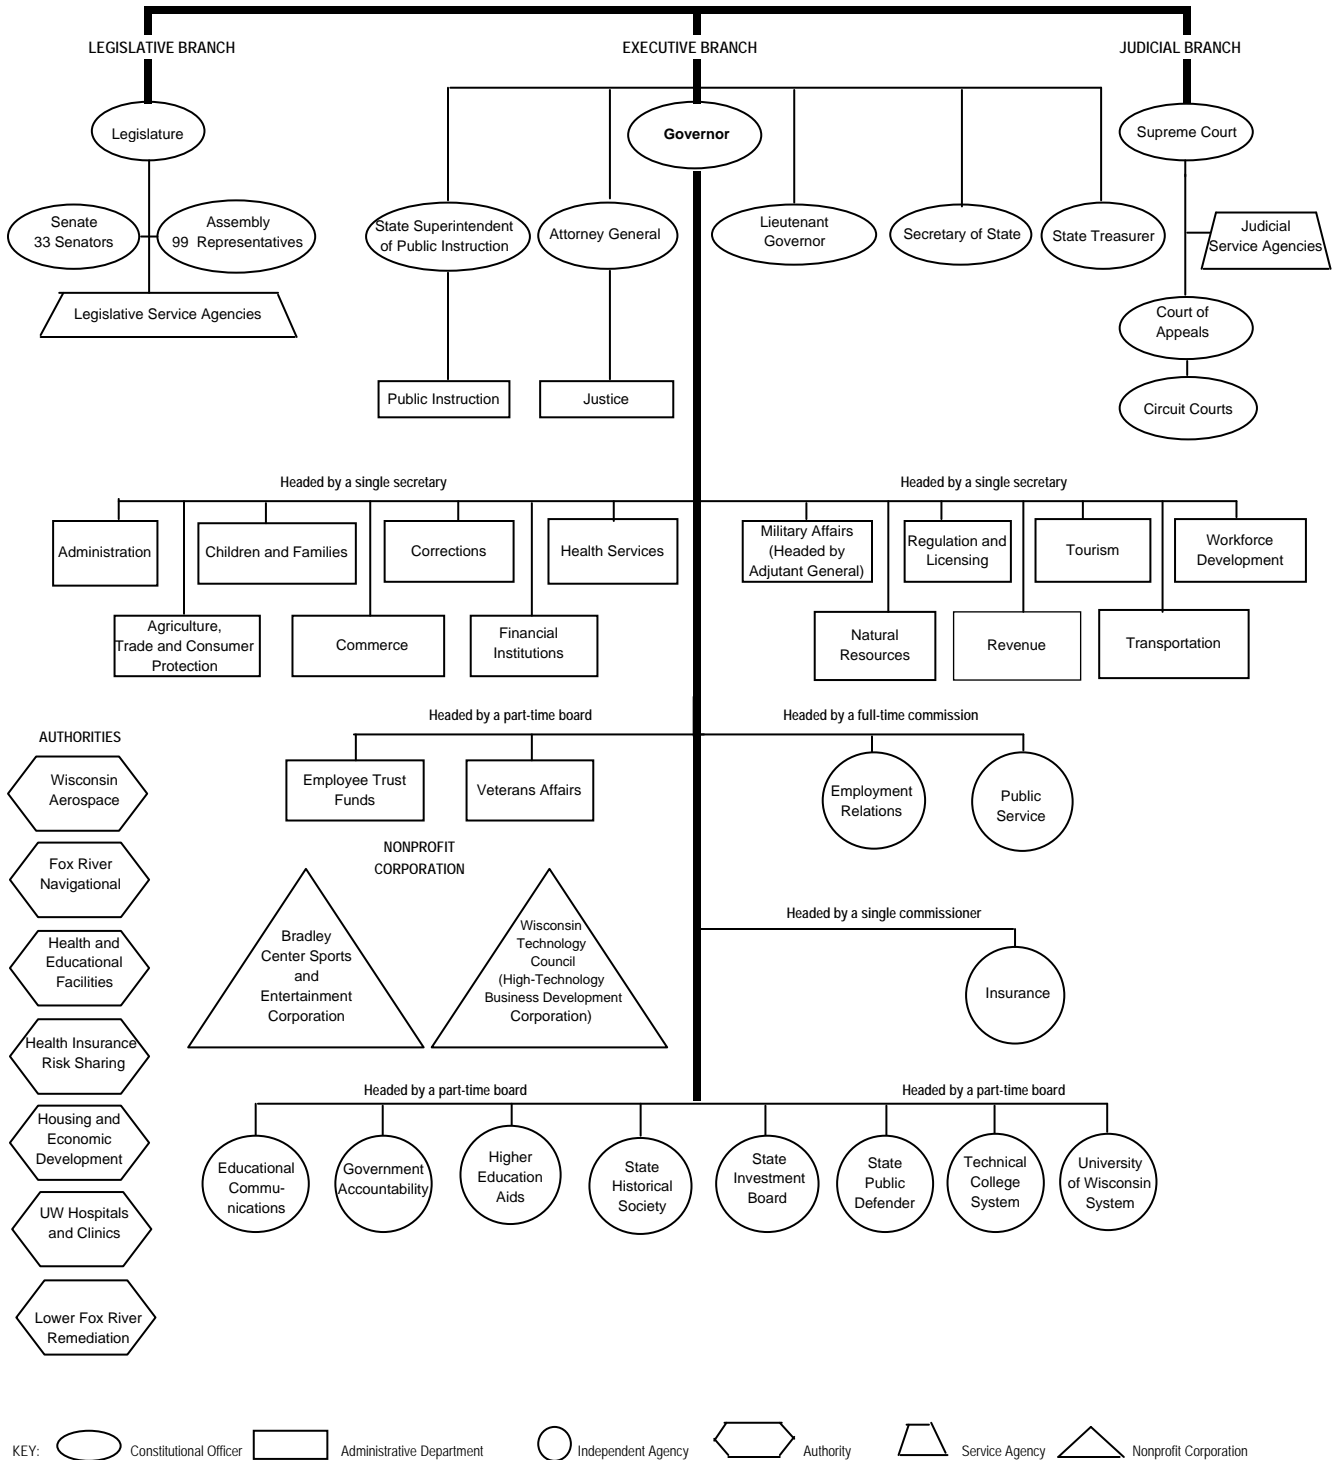 LEGISLATIVE BRANCH
EXECUTIVE BRANCH
JUDICIAL BRANCH
Legislature
Governor
Supreme Court
Senate
33 Senators
Assembly
99 Representatives
State Superintendent
of Public Instruction
Attorney General
Lieutenant
Governor
Secretary of State
State Treasurer
Judicial
Service Agencies
Legislative Service Agencies
Court of
Appeals
Public Instruction
Justice
Circuit Courts
Headed by a single secretary
Headed by a single secretary
Administration
Children and Families
Corrections
Health Services
Military Affairs
(Headed by
Adjutant General)
Regulation and
Licensing
Tourism
Workforce
Development
Agriculture,
Trade and Consumer
Protection
Commerce
Financial
Institutions
Natural
Resources
Revenue
Transportation
Headed by a part-time board
Headed by a full-time commission
AUTHORITIES
Wisconsin
Aerospace
Employee Trust
Funds
Veterans Affairs
Employment
Relations
Public
Service
NONPROFIT
CORPORATION
Fox River
Navigational
Headed by a single commissioner
Health and
Educational
Facilities
Bradley
Center Sports
and
Entertainment
Corporation
Wisconsin
Technology
Council
(High-Technology
Business Development
Corporation)
Insurance
Health Insurance
Risk Sharing
Headed by a part-time board
Headed by a part-time board
Housing and
Economic
Development
Educational
Commu-
nications
Government
Accountability
Higher
Education
Aids
State
Historical
Society
State
Investment
Board
State
Public
Defender
Technical
College
System
University
of Wisconsin
System
UW Hospitals
and Clinics
Lower Fox River
Remediation
KEY:
Constitutional Officer
Administrative Department
Independent Agency
Authority
Service Agency
Nonprofit Corporation